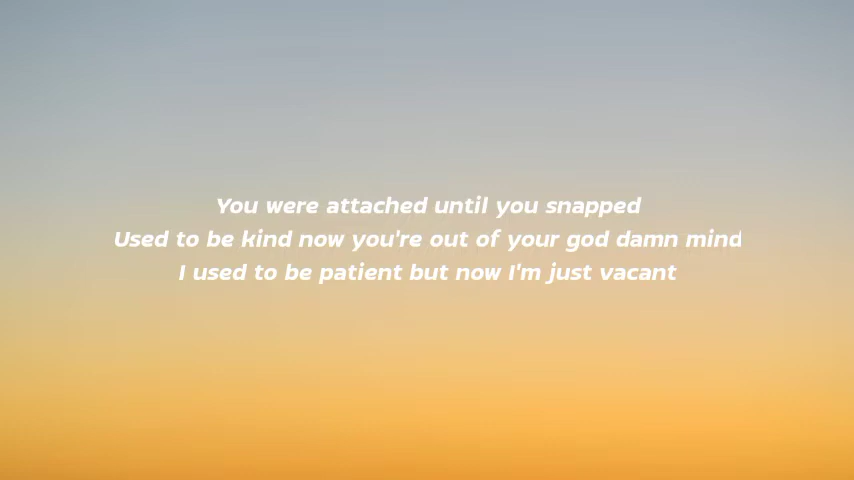 You were attached until you snapped
Used to be kind now you're out of your god damn mind
I used to be patient but now I'm just vacant